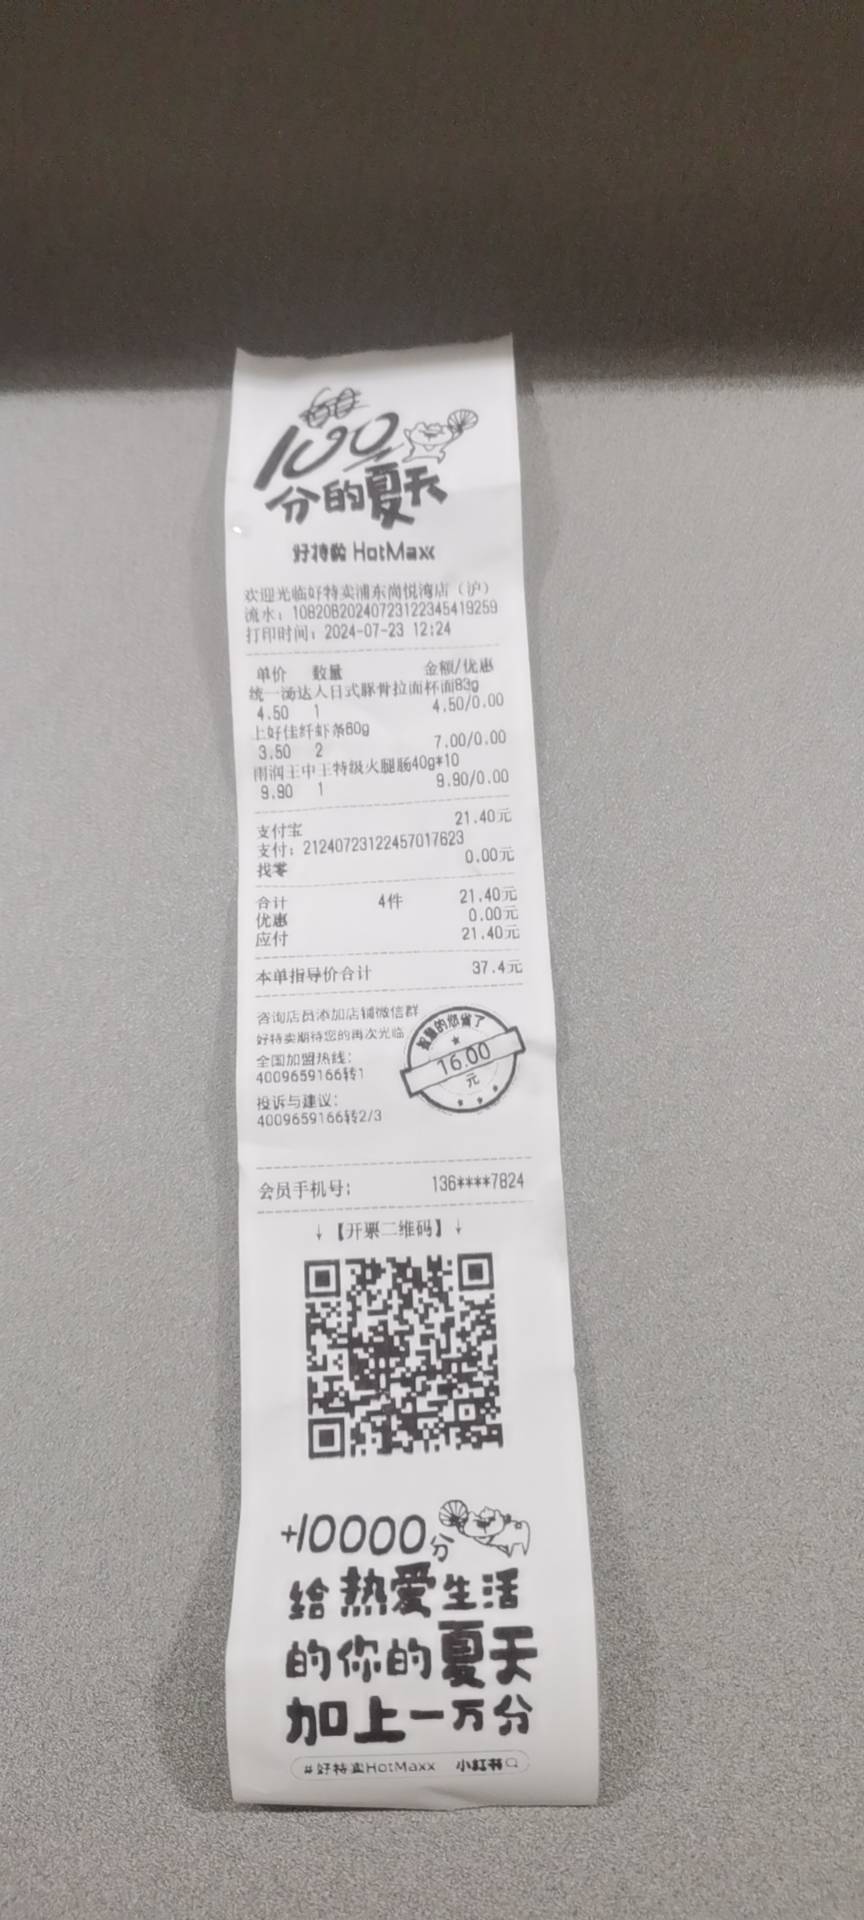 100
分的夏天
好特卖 HotMaxx
欢迎光临好特卖浦东尚悦湾店（沪）
流水：108208202407231223454192​59
打印时间：2024-07-23 12:24
单价 数量 金额/优惠
统一汤达人日式豚骨拉面杯面83g
4.50 1 4.50/0.00
上好佳纤虾条60g
3.50 2 7.00/0.00
雨润王中王特级火腿肠40g*10
9.90 1 9.90/0.00
支付宝 21.40元
支付：21240723122457017623
找零 0.00元
合计 4件 21.40元
优惠 0.00元
应付 21.40元
本单指导价合计 37.4元
咨询店员添加店铺微信群
好特卖期待您的再次光临
全国加盟热线：
4009659166转1
投诉与建议：
4009659166转2/3
的您省了
16.00
元
会员手机号： 136****7824
↓【开票二维码】↓
+10000分
给热爱生活
的你的夏天
加上一万分
#好特卖HotMaxx 小红书